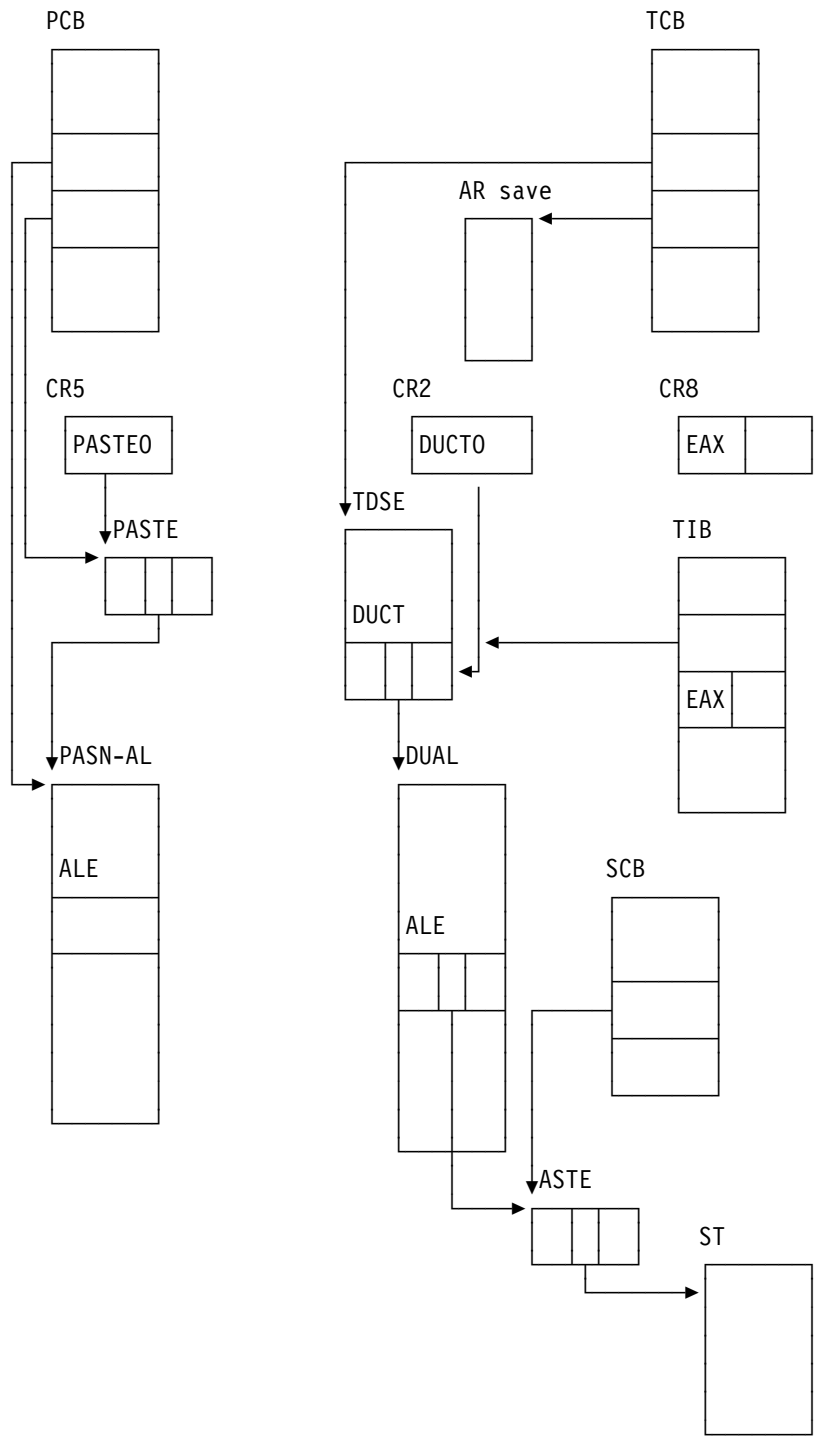 PCB
TCB
AR save
CR5
CR2
CR8
PASTEO
DUCTO
EAX
TDSE
PASTE
TIB
DUCT
EAX
PASN-AL
DUAL
ALE
SCB
ALE
ASTE
ST